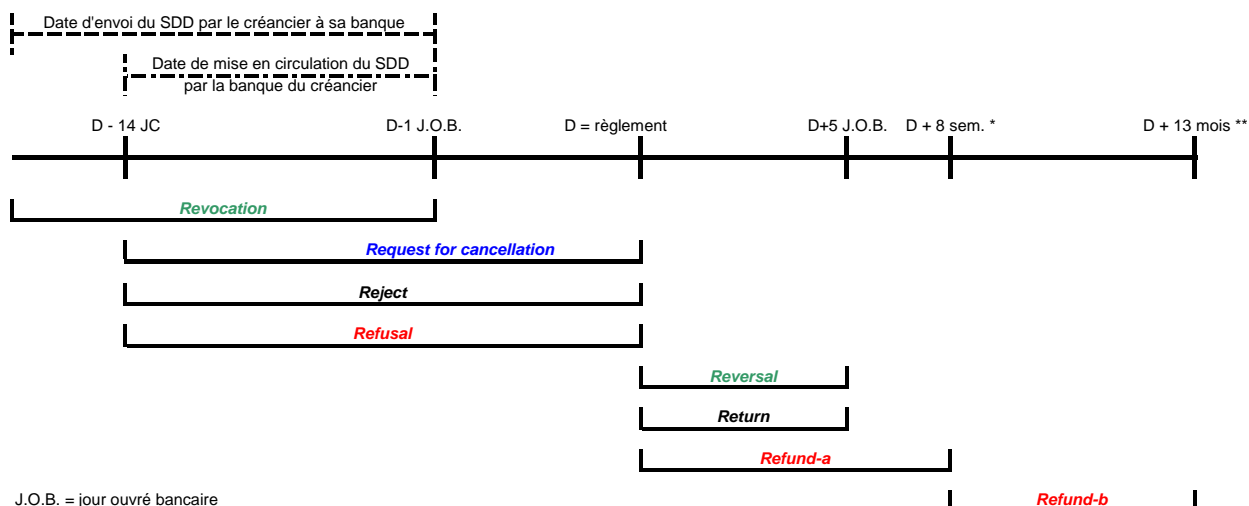 Date d'envoi du SDD par le créancier à sa banque
Date de mise en circulation du SDD
par la banque du créancier
D - 14 JC
D-1 J.O.B.
D = règlement
D+5 J.O.B.
D + 8 sem. *
D + 13 mois **
Revocation
Request for cancellation
Reject
Refusal
Reversal
Return
Refund-a
J.O.B. = jour ouvré bancaire
Refund-b